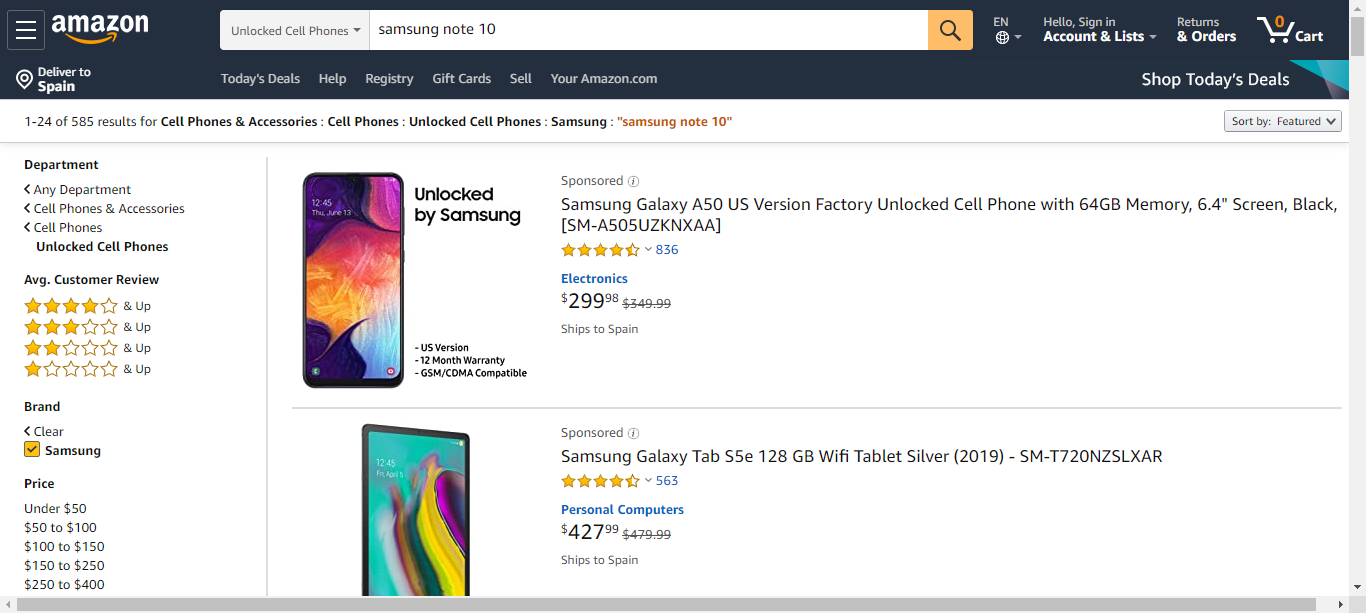 amazon
Unlocked Cell Phones
samsung note 10
EN
Hello, Sign in
Account & Lists
Returns
& Orders
0
Cart
Deliver to
Spain
Today's Deals Help Registry Gift Cards Sell Your Amazon.com
Shop Today's Deals
1-24 of 585 results for Cell Phones & Accessories : Cell Phones : Unlocked Cell Phones : Samsung : "samsung note 10"
Sort by: Featured
Department
Any Department
Cell Phones & Accessories
Cell Phones
Unlocked Cell Phones
Avg. Customer Review
& Up
& Up
& Up
& Up
Brand
Clear
Samsung
Price
Under $50
$50 to $100
$100 to $150
$150 to $250
$250 to $400
12:45
Thu, June 13
Unlocked
by Samsung
- US Version
- 12 Month Warranty
- GSM/CDMA Compatible
Sponsored
Samsung Galaxy A50 US Version Factory Unlocked Cell Phone with 64GB Memory, 6.4" Screen, Black,
[SM-A505UZKNXAA]
836
Electronics
$299.98 $349.99
Ships to Spain
12:45
Fri, April 5
Sponsored
Samsung Galaxy Tab S5e 128 GB Wifi Tablet Silver (2019) - SM-T720NZSLXAR
563
Personal Computers
$427.99 $479.99
Ships to Spain